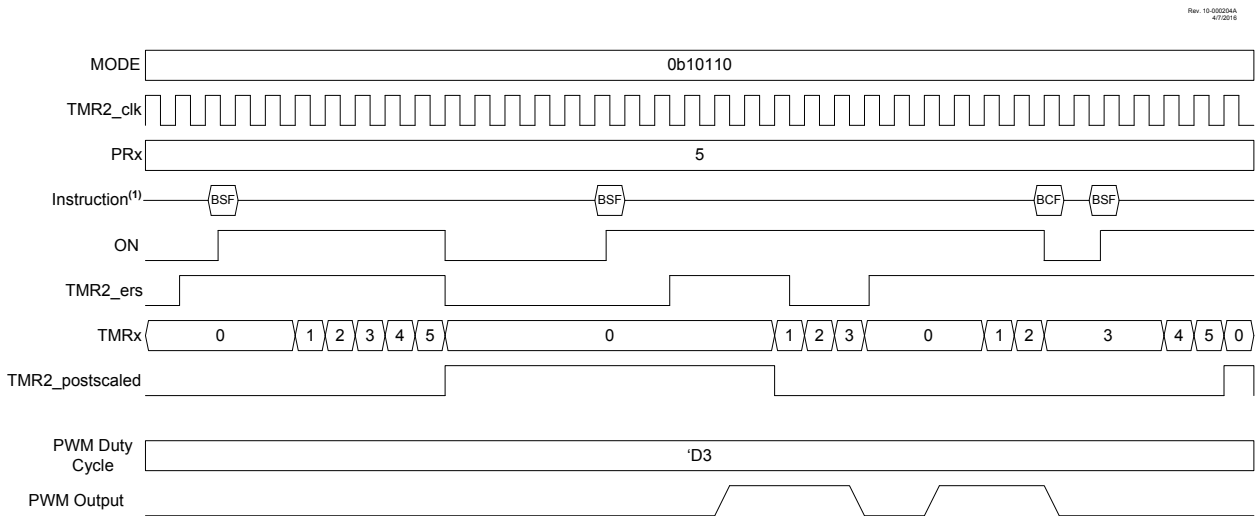 Rev. 10-000204A
4/7/2016
MODE 0b10110
TMR2_clk
PRx 5
Instruction(1) BSF BSF BCF BSF
ON
TMR2_ers
TMRx 0 1 2 3 4 5 0 1 2 3 0 1 2 3 4 5 0
TMR2_postscaled
PWM Duty
Cycle
‘D3
PWM Output